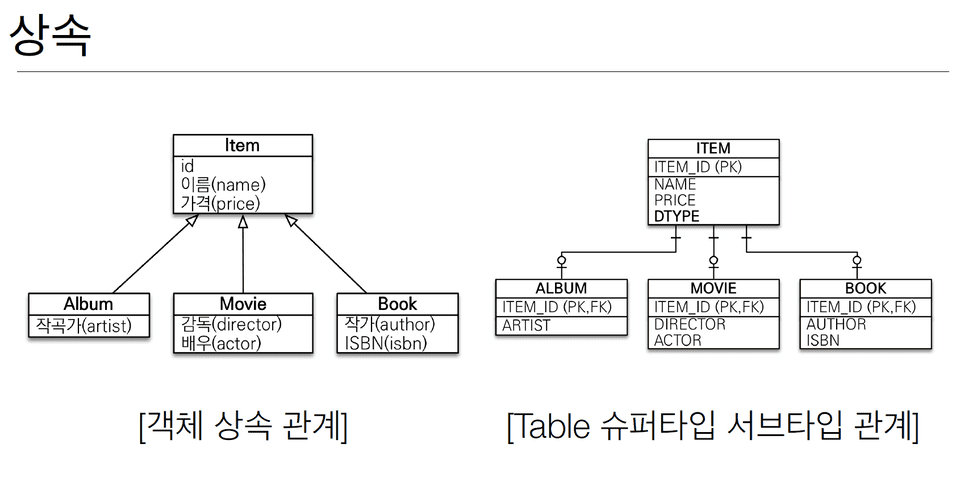 상속
Item
id
이름(name)
가격(price)
Album
작곡가(artist)
Movie
감독(director)
배우(actor)
Book
작가(author)
ISBN(isbn)
[객체 상속 관계]
ITEM
ITEM_ID (PK)
NAME
PRICE
DTYPE
ALBUM
ITEM_ID (PK,FK)
ARTIST
MOVIE
ITEM_ID (PK,FK)
DIRECTOR
ACTOR
BOOK
ITEM_ID (PK,FK)
AUTHOR
ISBN
[Table 슈퍼타입 서브타입 관계]